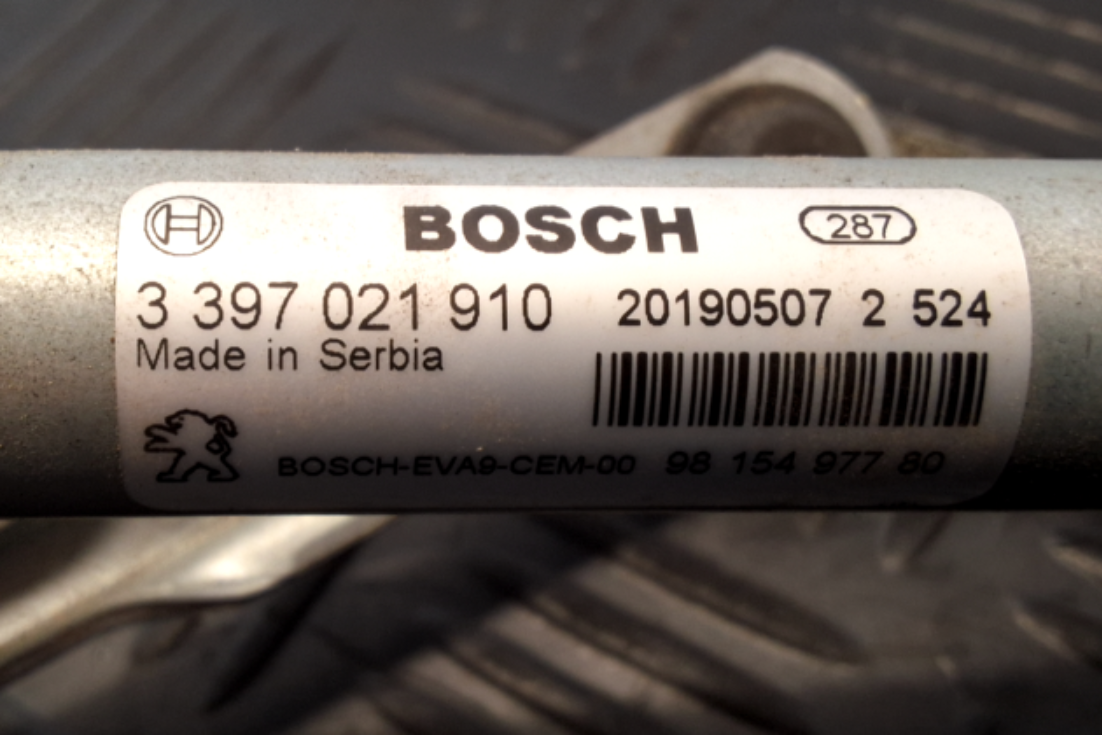 BOSCH 287
3 397 021 910 20190507 2 524
Made in Serbia
BOSCH-EVA9-CEM-00 98 154 977 80